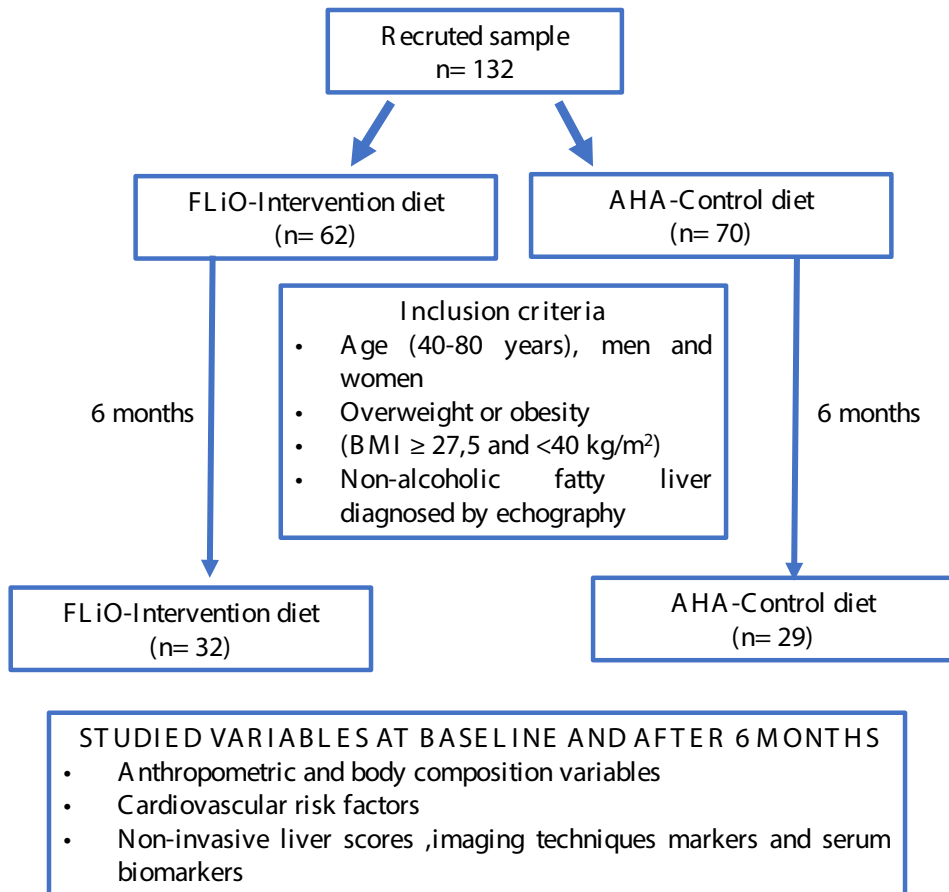 Recruted sample
n= 132
FLiO-Intervention diet
(n= 62)
AHA-Control diet
(n= 70)
Inclusion criteria
• Age (40-80 years), men and
women
• Overweight or obesity
• (BMI ≥ 27,5 and <40 kg/m²)
• Non-alcoholic fatty liver
diagnosed by echography
6 months
6 months
FLiO-Intervention diet
(n= 32)
AHA-Control diet
(n= 29)
STUDIED VARIABLES AT BASELINE AND AFTER 6 MONTHS
• Anthropometric and body composition variables
• Cardiovascular risk factors
• Non-invasive liver scores ,imaging techniques markers and serum
biomarkers